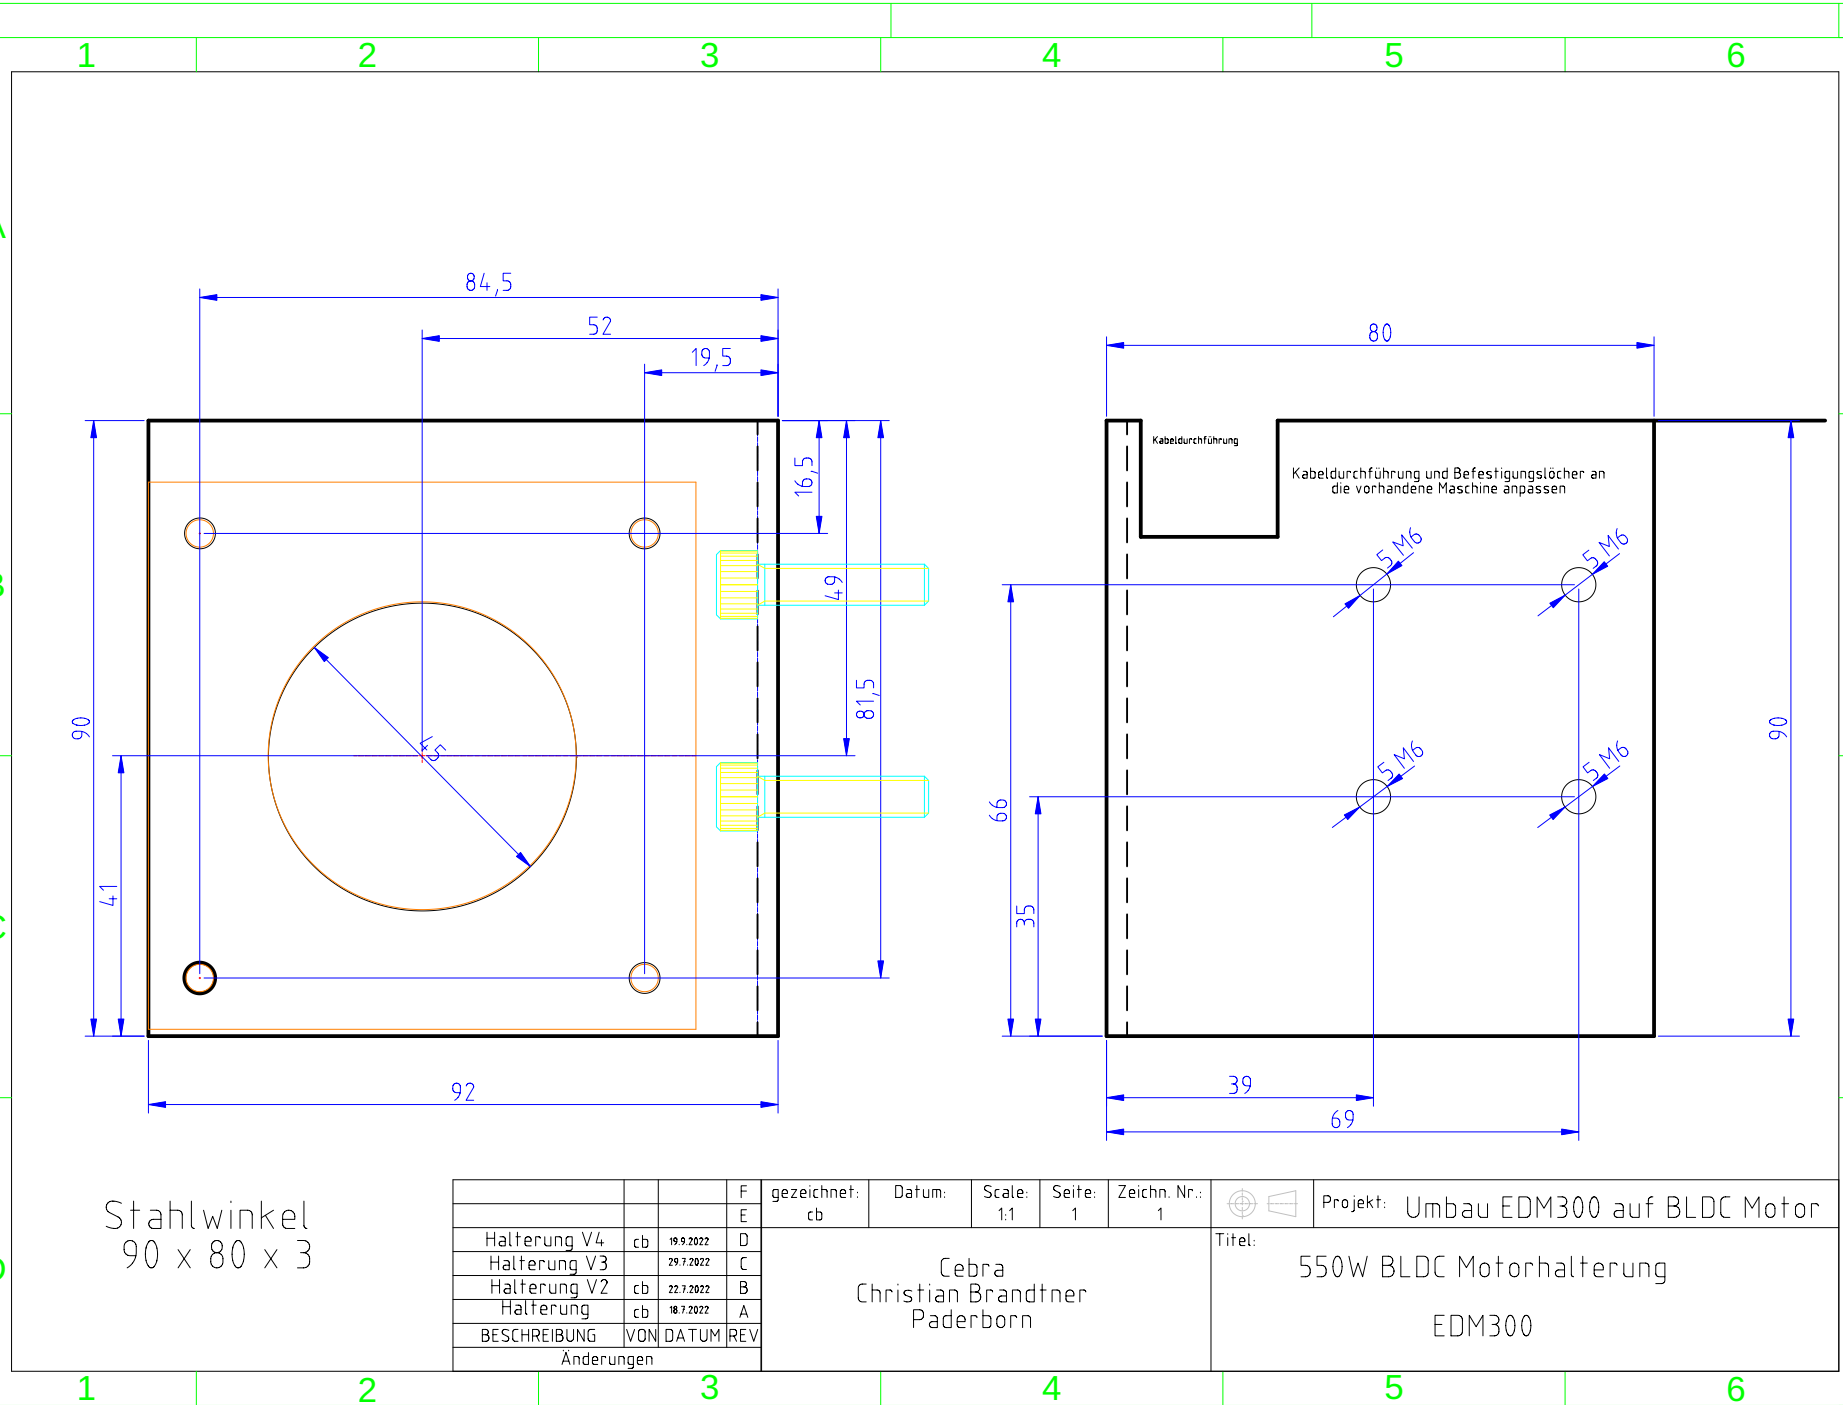 1 2 3 4 5 6
A
84,5
52
80
19,5
Kabeldurchführung
Kabeldurchführung und Befestigungslöcher an
die vorhandene Maschine anpassen
16,5
5 M6 5 M6
B
49
81,5
90
45
90
5 M6 5 M6
66
41
35
C
39
92
69
Stahlwinkel
90 x 80 x 3
F
E
Halterung V4 cb 19.9.2022 D
Halterung V3 29.7.2022 C
Halterung V2 cb 22.7.2022 B
Halterung cb 18.7.2022 A
BESCHREIBUNG VON DATUM REV
Änderungen
gezeichnet: Datum: Scale: Seite: Zeichn. Nr.:
cb 1:1 1 1
Projekt: Umbau EDM300 auf BLDC Motor
Cebra
Christian Brandtner
Paderborn
Titel:
550W BLDC Motorhalterung
EDM300
D
1 2 3 4 5 6